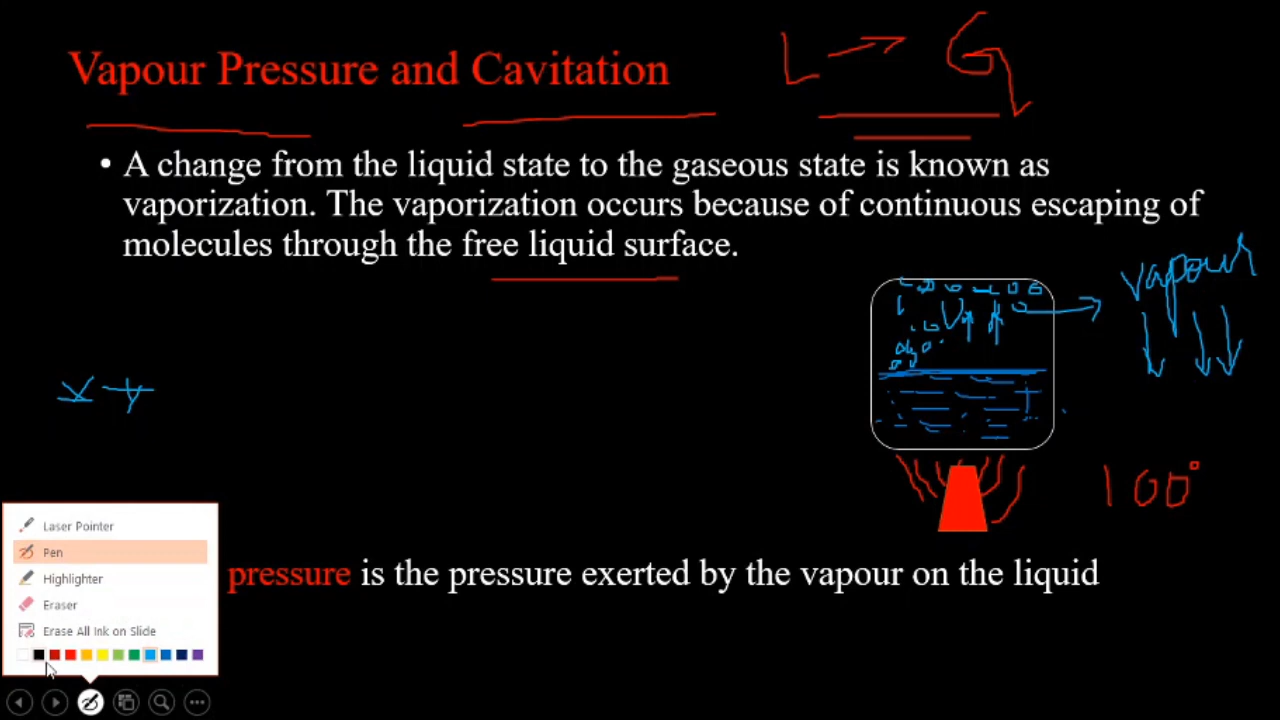 Vapour Pressure and Cavitation
L → G
• A change from the liquid state to the gaseous state is known as
vaporization. The vaporization occurs because of continuous escaping of
molecules through the free liquid surface.
vapour
100°
Laser Pointer
Pen
Highlighter
Eraser
Erase All Ink on Slide
pressure is the pressure exerted by the vapour on the liquid